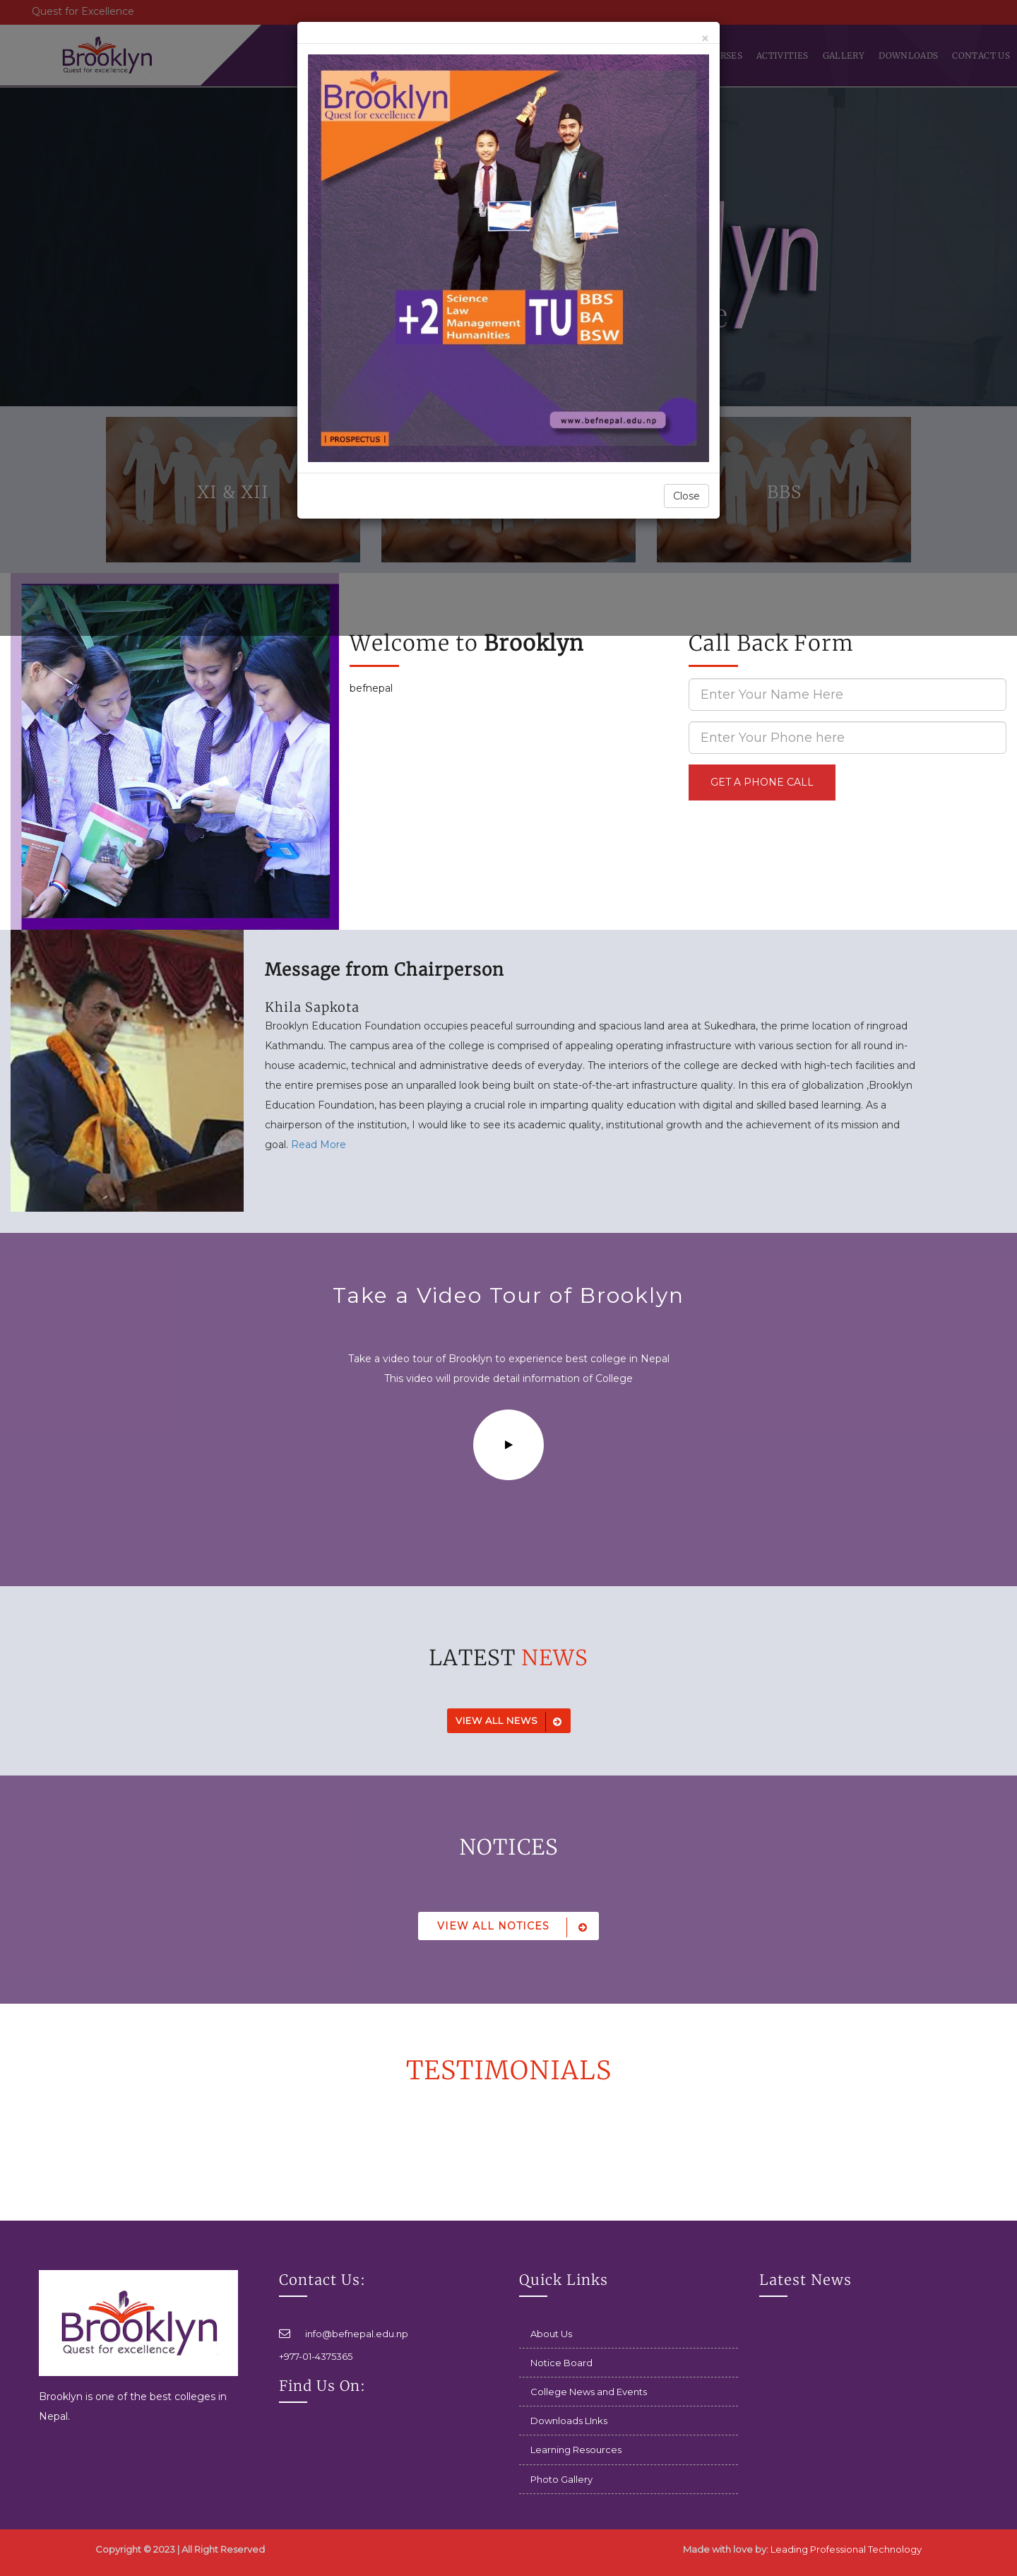 Quest for Excellence
Brooklyn
Quest for excellence
ACTIVITIES
GALLERY
DOWNLOADS
CONTACT US
×
Brooklyn
Quest for excellence
+2
Science
Law
Management
Humanities
TU
BBS
BA
BSW
www.befnepal.edu.np
| PROSPECTUS |
Close
XI & XII
BBS
Welcome to Brooklyn
befnepal
Call Back Form
Enter Your Name Here
Enter Your Phone here
GET A PHONE CALL
Message from Chairperson
Khila Sapkota
Brooklyn Education Foundation occupies peaceful surrounding and spacious land area at Sukedhara, the prime location of ringroad
Kathmandu. The campus area of the college is comprised of appealing operating infrastructure with various section for all round in-
house academic, technical and administrative deeds of everyday. The interiors of the college are decked with high-tech facilities and
the entire premises pose an unparalled look being built on state-of-the-art infrastructure quality. In this era of globalization ,Brooklyn
Education Foundation, has been playing a crucial role in imparting quality education with digital and skilled based learning. As a
chairperson of the institution, I would like to see its academic quality, institutional growth and the achievement of its mission and
goal. Read More
Take a Video Tour of Brooklyn
Take a video tour of Brooklyn to experience best college in Nepal
This video will provide detail information of College
LATEST NEWS
VIEW ALL NEWS
NOTICES
VIEW ALL NOTICES
TESTIMONIALS
Brooklyn
Quest for excellence
Brooklyn is one of the best colleges in
Nepal.
Contact Us:
info@befnepal.edu.np
+977-01-4375365
Find Us On:
Quick Links
About Us
Notice Board
College News and Events
Downloads LInks
Learning Resources
Photo Gallery
Latest News
Copyright © 2023 | All Right Reserved
Made with love by: Leading Professional Technology